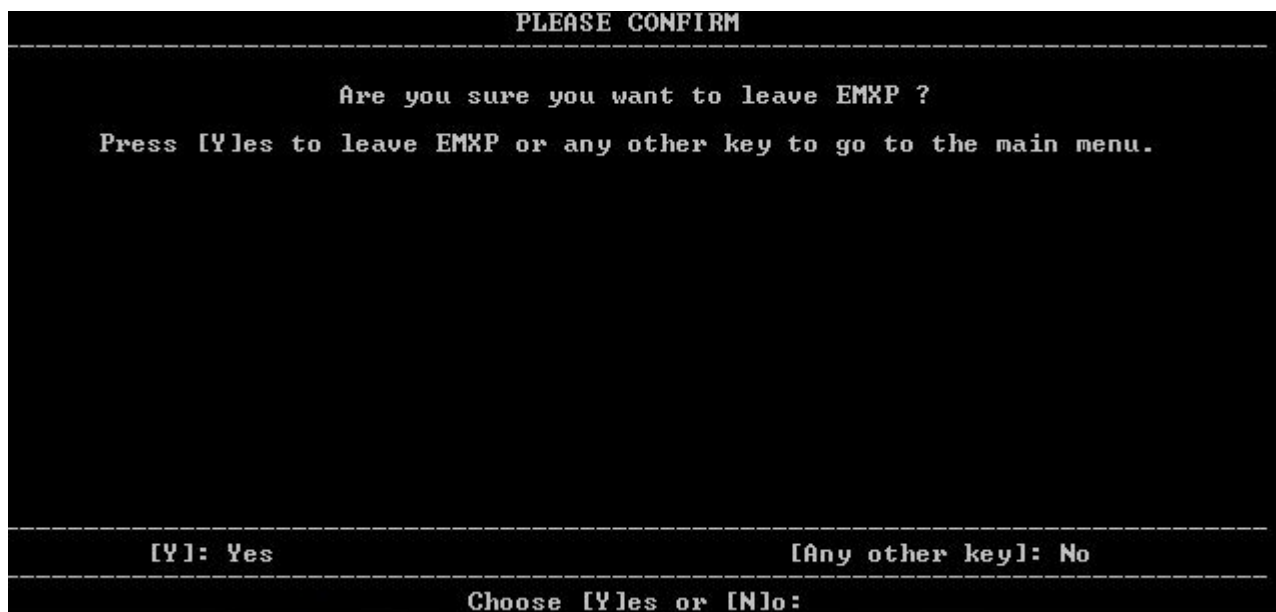 PLEASE CONFIRM
Are you sure you want to leave EMXP ?
Press [Y]es to leave EMXP or any other key to go to the main menu.
[Y]: Yes [Any other key]: No
Choose [Y]es or [N]o: